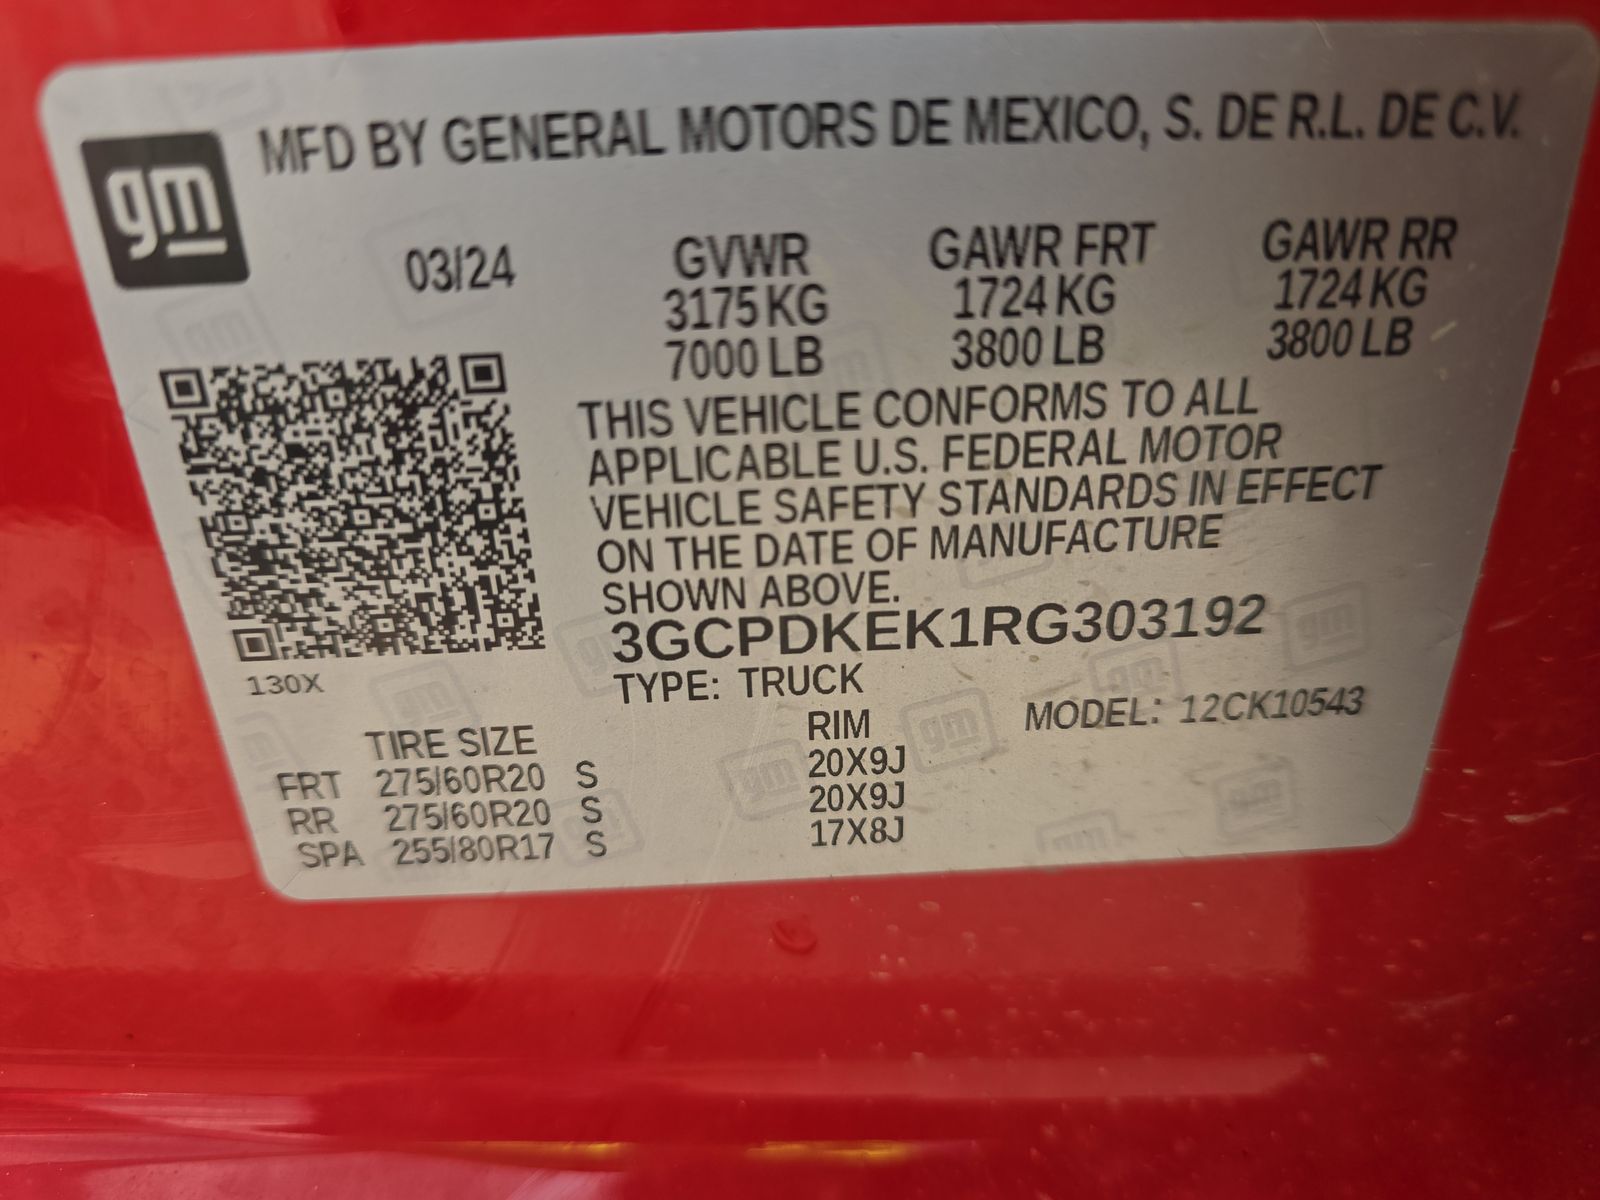 gm
MFD BY GENERAL MOTORS DE MEXICO, S. DE R.L. DE C.V.
03/24 GVWR GAWR FRT GAWR RR
3175 KG 1724 KG 1724 KG
7000 LB 3800 LB 3800 LB
THIS VEHICLE CONFORMS TO ALL
APPLICABLE U.S. FEDERAL MOTOR
VEHICLE SAFETY STANDARDS IN EFFECT
ON THE DATE OF MANUFACTURE
SHOWN ABOVE.
3GCPDKEK1RG303192
130X
TYPE: TRUCK
MODEL: 12CK10543
TIRE SIZE RIM
FRT 275/60R20 S 20X9J
RR 275/60R20 S 20X9J
SPA 255/80R17 S 17X8J